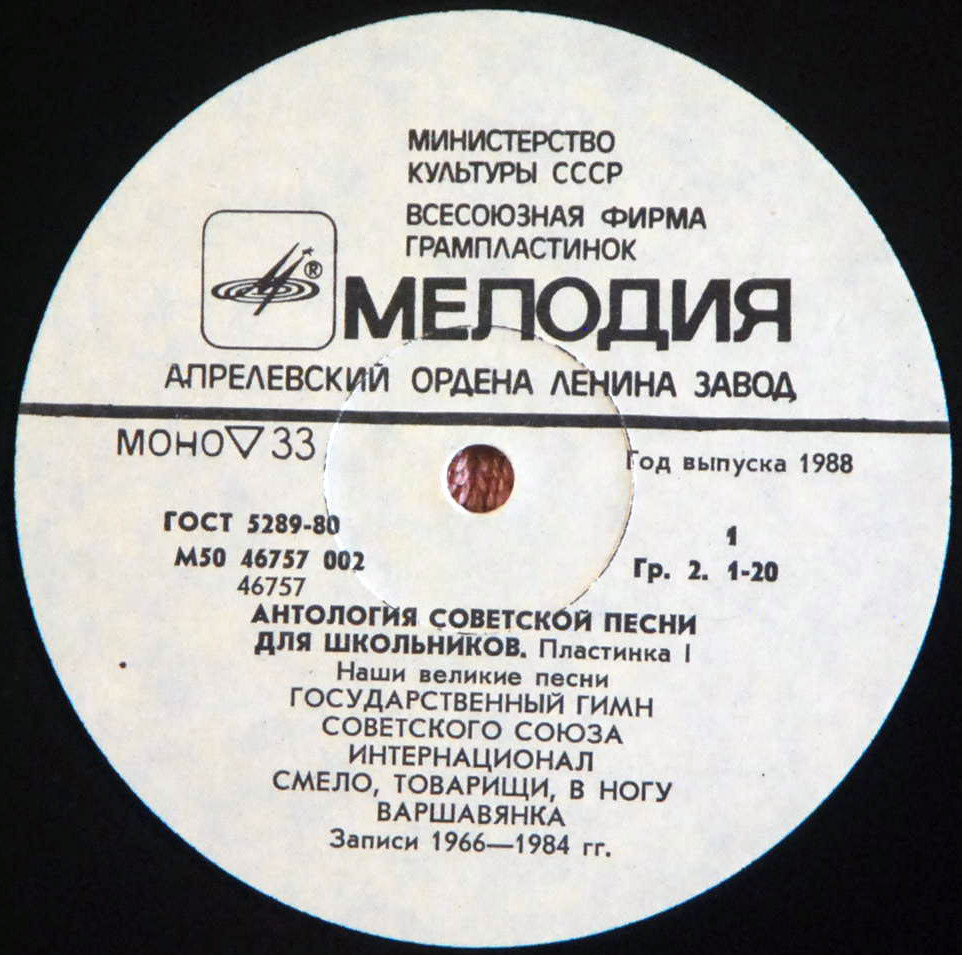 МИНИСТЕРСТВО
КУЛЬТУРЫ СССР
ВСЕСОЮЗНАЯ ФИРМА
ГРАМПЛАСТИНОК
®
МЕЛОДИЯ
АПРЕЛЕВСКИЙ ОРДЕНА ЛЕНИНА ЗАВОД
МОНО ▽ 33
Год выпуска 1988
ГОСТ 5289-80
М50 46757 002
46757
1
Гр. 2. 1-20
АНТОЛОГИЯ СОВЕТСКОЙ ПЕСНИ
ДЛЯ ШКОЛЬНИКОВ. Пластинка I
Наши великие песни
ГОСУДАРСТВЕННЫЙ ГИМН
СОВЕТСКОГО СОЮЗА
ИНТЕРНАЦИОНАЛ
СМЕЛО, ТОВАРИЩИ, В НОГУ
ВАРШАВЯНКА
Записи 1966—1984 гг.